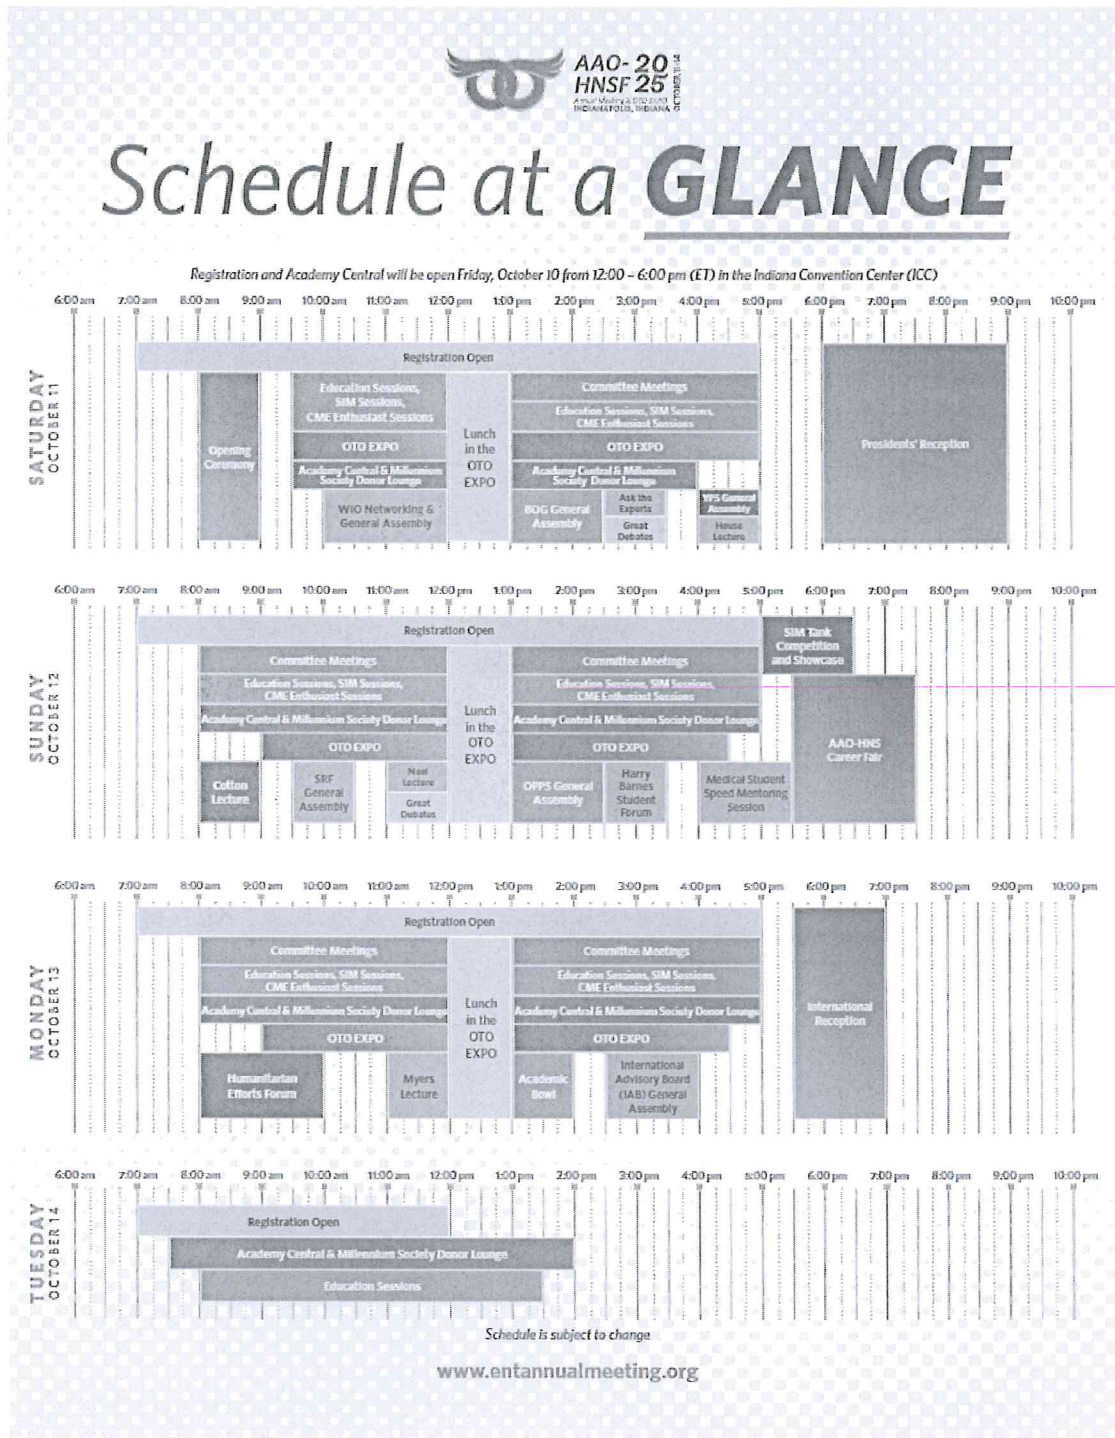 AAO-
HNSF
20
25
OCTOBER 11-14
Annual Meeting & OTO EXPO
INDIANAPOLIS, INDIANA
Schedule at a GLANCE
Registration and Academy Central will be open Friday, October 10 from 12:00 – 6:00 pm (ET) in the Indiana Convention Center (ICC)
6:00 am 7:00 am 8:00 am 9:00 am 10:00 am 11:00 am 12:00 pm 1:00 pm 2:00 pm 3:00 pm 4:00 pm 5:00 pm 6:00 pm 7:00 pm 8:00 pm 9:00 pm 10:00 pm
SATURDAY
OCTOBER 11
Registration Open
Opening
Ceremony
Education Sessions,
SIM Sessions,
CME Enthusiast Sessions
OTO EXPO
Academy Central & Millennium
Society Donor Lounge
WIO Networking &
General Assembly
Lunch
in the
OTO
EXPO
Committee Meetings
Education Sessions, SIM Sessions,
CME Enthusiast Sessions
OTO EXPO
Academy Central & Millennium
Society Donor Lounge
BOG General
Assembly
Ask the
Experts
Great
Debates
YPS General
Assembly
House
Lecture
Presidents' Reception
6:00 am 7:00 am 8:00 am 9:00 am 10:00 am 11:00 am 12:00 pm 1:00 pm 2:00 pm 3:00 pm 4:00 pm 5:00 pm 6:00 pm 7:00 pm 8:00 pm 9:00 pm 10:00 pm
SUNDAY
OCTOBER 12
Registration Open
Committee Meetings
Education Sessions, SIM Sessions,
CME Enthusiast Sessions
Academy Central & Millennium Society Donor Lounge
OTO EXPO
Cotton
Lecture
SRF
General
Assembly
Neel
Lecture
Great
Debates
Lunch
in the
OTO
EXPO
Committee Meetings
Education Sessions, SIM Sessions,
CME Enthusiast Sessions
Academy Central & Millennium Society Donor Lounge
OTO EXPO
OPPS General
Assembly
Harry
Barnes
Student
Forum
Medical Student
Speed Mentoring
Session
SIM Tank
Competition
and Showcase
AAO-HNS
Career Fair
6:00 am 7:00 am 8:00 am 9:00 am 10:00 am 11:00 am 12:00 pm 1:00 pm 2:00 pm 3:00 pm 4:00 pm 5:00 pm 6:00 pm 7:00 pm 8:00 pm 9:00 pm 10:00 pm
MONDAY
OCTOBER 13
Registration Open
Committee Meetings
Education Sessions, SIM Sessions,
CME Enthusiast Sessions
Academy Central & Millennium Society Donor Lounge
OTO EXPO
Humanitarian
Efforts Forum
Myers
Lecture
Lunch
in the
OTO
EXPO
Committee Meetings
Education Sessions, SIM Sessions,
CME Enthusiast Sessions
Academy Central & Millennium Society Donor Lounge
OTO EXPO
Academic
Bowl
International
Advisory Board
(IAB) General
Assembly
International
Reception
6:00 am 7:00 am 8:00 am 9:00 am 10:00 am 11:00 am 12:00 pm 1:00 pm 2:00 pm 3:00 pm 4:00 pm 5:00 pm 6:00 pm 7:00 pm 8:00 pm 9:00 pm 10:00 pm
TUESDAY
OCTOBER 14
Registration Open
Academy Central & Millennium Society Donor Lounge
Education Sessions
Schedule is subject to change
www.entannualmeeting.org